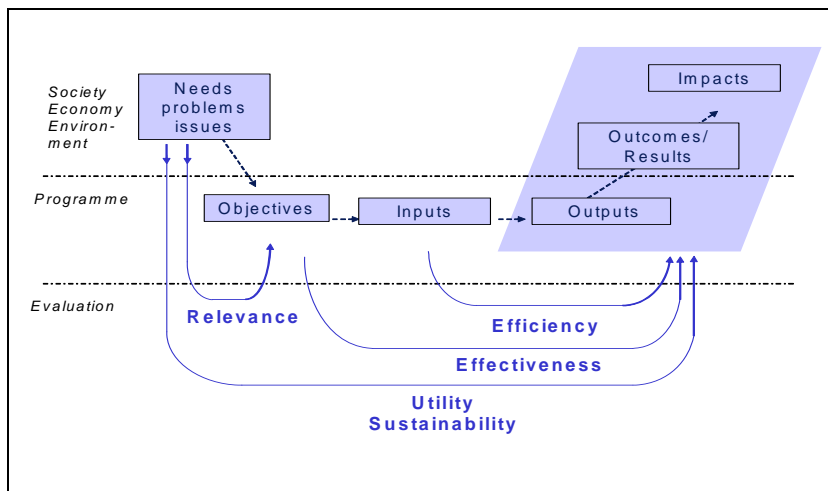 Society
Economy
Environ-
ment
Needs
problems
issues
Impacts
Outcomes/
Results
Programme
Objectives
Inputs
Outputs
Evaluation
Relevance
Efficiency
Effectiveness
Utility
Sustainability